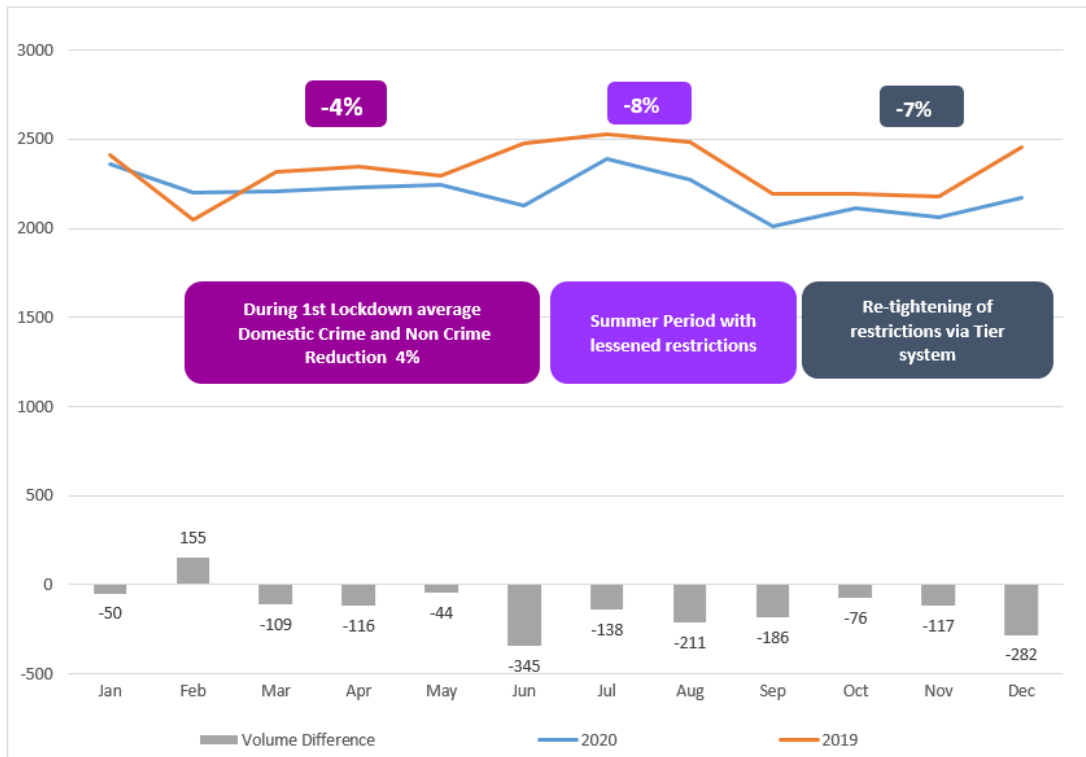 3000
-4%
-8%
-7%
2500
2000
During 1st Lockdown average
Domestic Crime and Non Crime
Reduction 4%
Summer Period with
lessened restrictions
Re-tightening of
restrictions via Tier
system
1500
1000
500
155
0
-50
-109
-116
-44
-345
-138
-211
-186
-76
-117
-282
-500
Jan Feb Mar Apr May Jun Jul Aug Sep Oct Nov Dec
Volume Difference 2020 2019